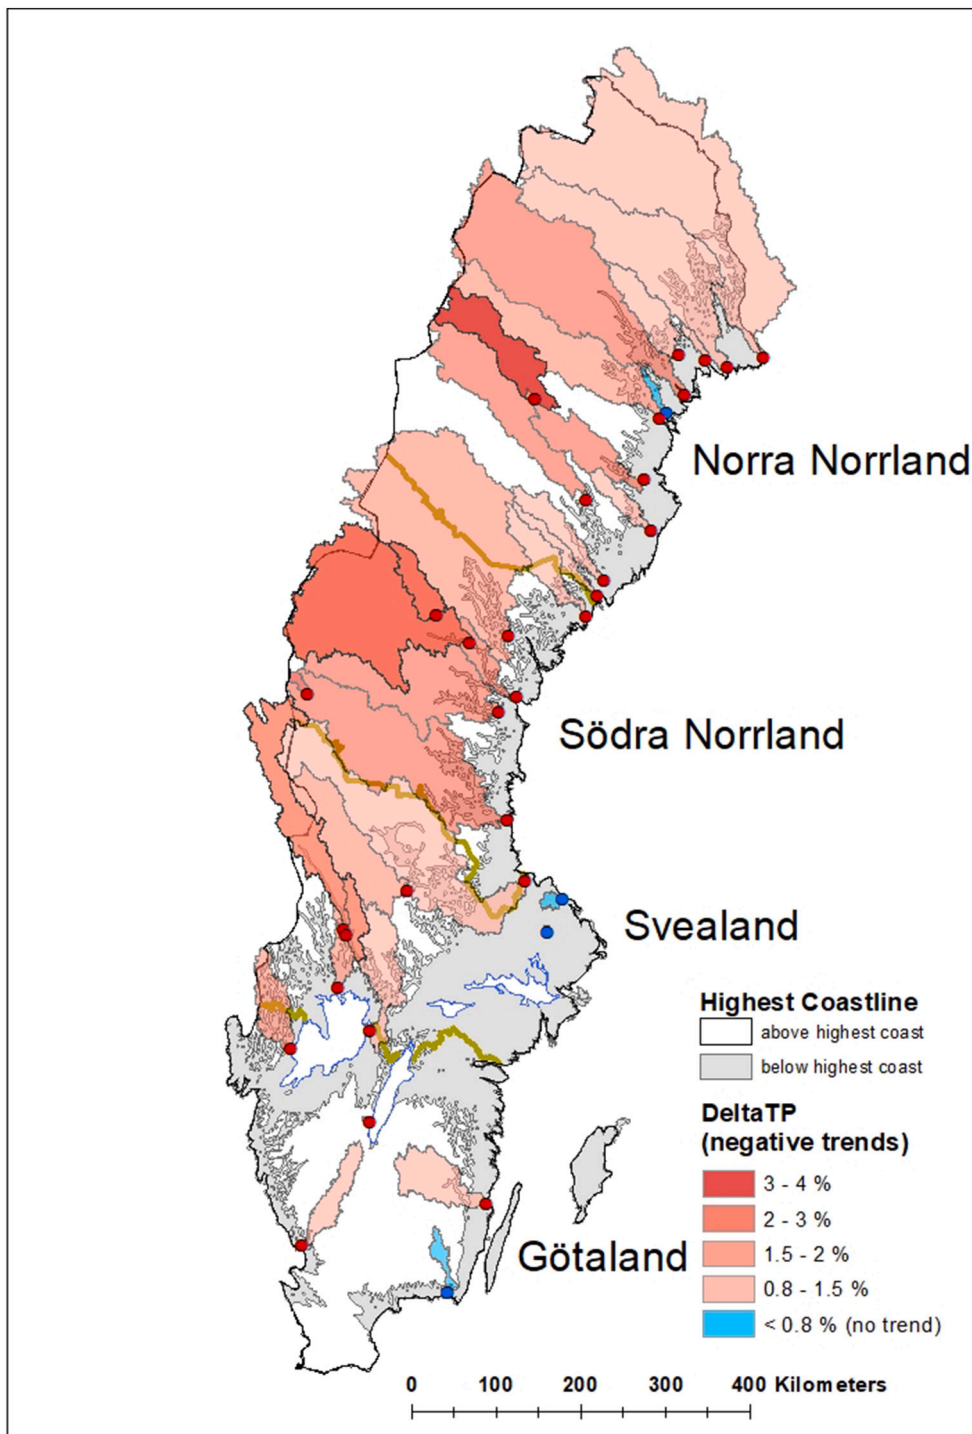 Norra Norrland
Södra Norrland
Svealand
Highest Coastline
above highest coast
below highest coast
DeltaTP
(negative trends)
3 - 4 %
2 - 3 %
1.5 - 2 %
0.8 - 1.5 %
< 0.8 % (no trend)
Götaland
0 100 200 300 400 Kilometers